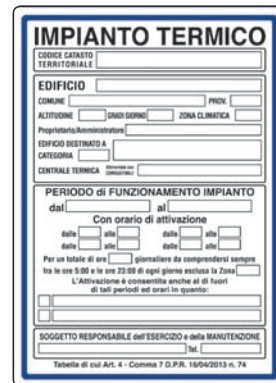 IMPIANTO TERMICO
CODICE CATASTO
TERRITORIALE
EDIFICIO
COMUNE PROV.
ALTITUDINE GRADI GIORNO ZONA CLIMATICA
Proprietario/Amministratore
EDIFICIO DESTINATO A
CATEGORIA
CENTRALE TERMICA Alimentata con COMBUSTIBILE
PERIODO di FUNZIONAMENTO IMPIANTO
dal al
Con orario di attivazione
dalle alle dalle alle
dalle alle dalle alle
Per un totale di ore giornaliere da comprendersi sempre
fra le ore 5:00 e le ore 23:00 di ogni giorno esclusa la Zona
L'Attivazione è consentita anche al di fuori
di tali periodi ed orari in quanto:
SOGGETTO RESPONSABILE dell'ESERCIZIO e della MANUTENZIONE
Tel.
Tabella di cui Art. 4 - Comma 7 D.P.R. 16/04/2013 n. 74